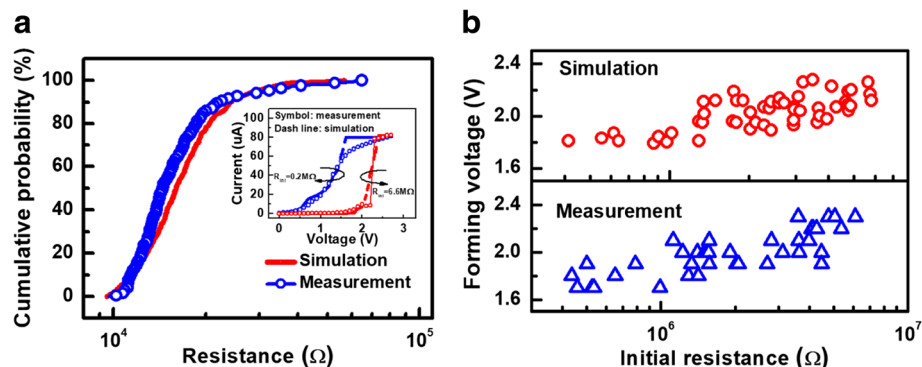 a
Cumulative probability (%)
100
80
60
40
20
0
10^4
10^5
Resistance (Ω)
Symbol: measurement
Dash line: simulation
Current (uA)
100
80
60
40
20
0
R_ini=0.2MΩ
R_ini=6.6MΩ
0
1
2
3
Voltage (V)
Simulation
Measurement
b
Forming voltage (V)
2.4
2.0
1.6
Simulation
2.4
2.0
1.6
Measurement
10^6
10^7
Initial resistance (Ω)